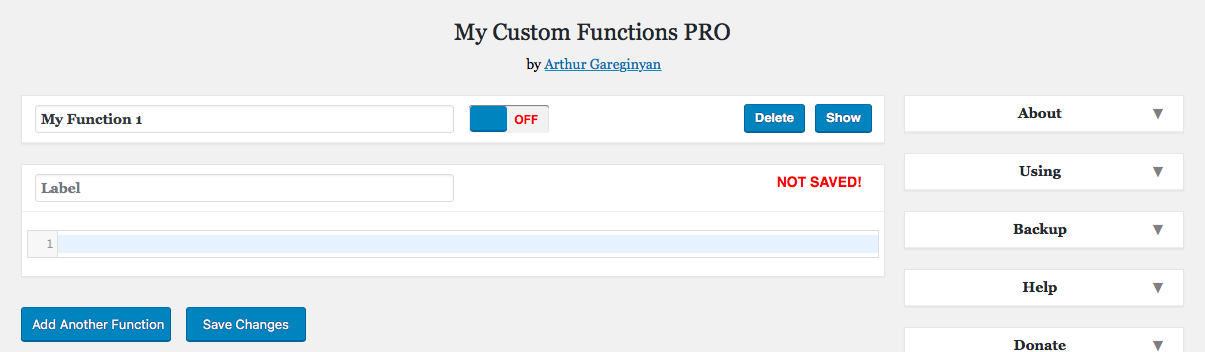 My Custom Functions PRO
by Arthur Gareginyan
My Function 1
OFF
Delete
Show
Label
NOT SAVED!
1
Add Another Function
Save Changes
About
Using
Backup
Help
Donate